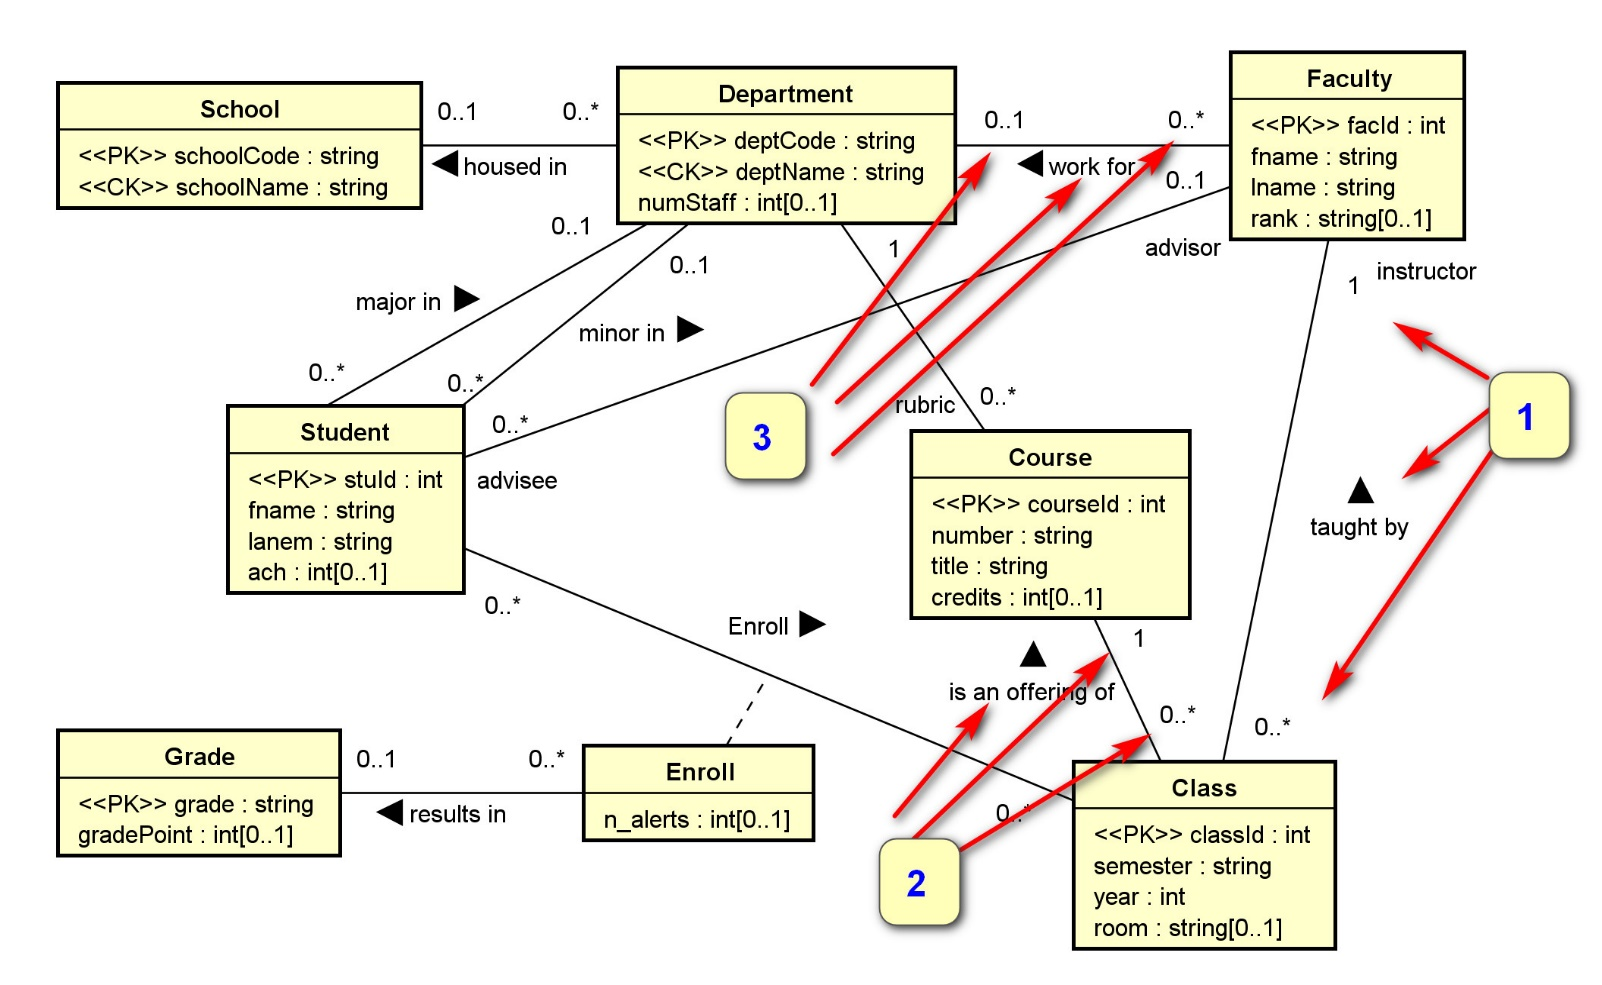 School
<<PK>> schoolCode : string
<<CK>> schoolName : string
0..1
0..*
housed in
Department
<<PK>> deptCode : string
<<CK>> deptName : string
numStaff : int[0..1]
0..1
0..*
work for
Faculty
<<PK>> facId : int
fname : string
lname : string
rank : string[0..1]
0..1
advisor
1
instructor
0..1
major in
0..*
0..1
minor in
0..*
1
rubric
0..*
0..*
advisee
3
1
taught by
Student
<<PK>> stuId : int
fname : string
lanem : string
ach : int[0..1]
Course
<<PK>> courseId : int
number : string
title : string
credits : int[0..1]
0..*
Enroll
1
is an offering of
0..*
0..*
Grade
<<PK>> grade : string
gradePoint : int[0..1]
0..1
0..*
results in
Enroll
n_alerts : int[0..1]
0..*
2
Class
<<PK>> classId : int
semester : string
year : int
room : string[0..1]